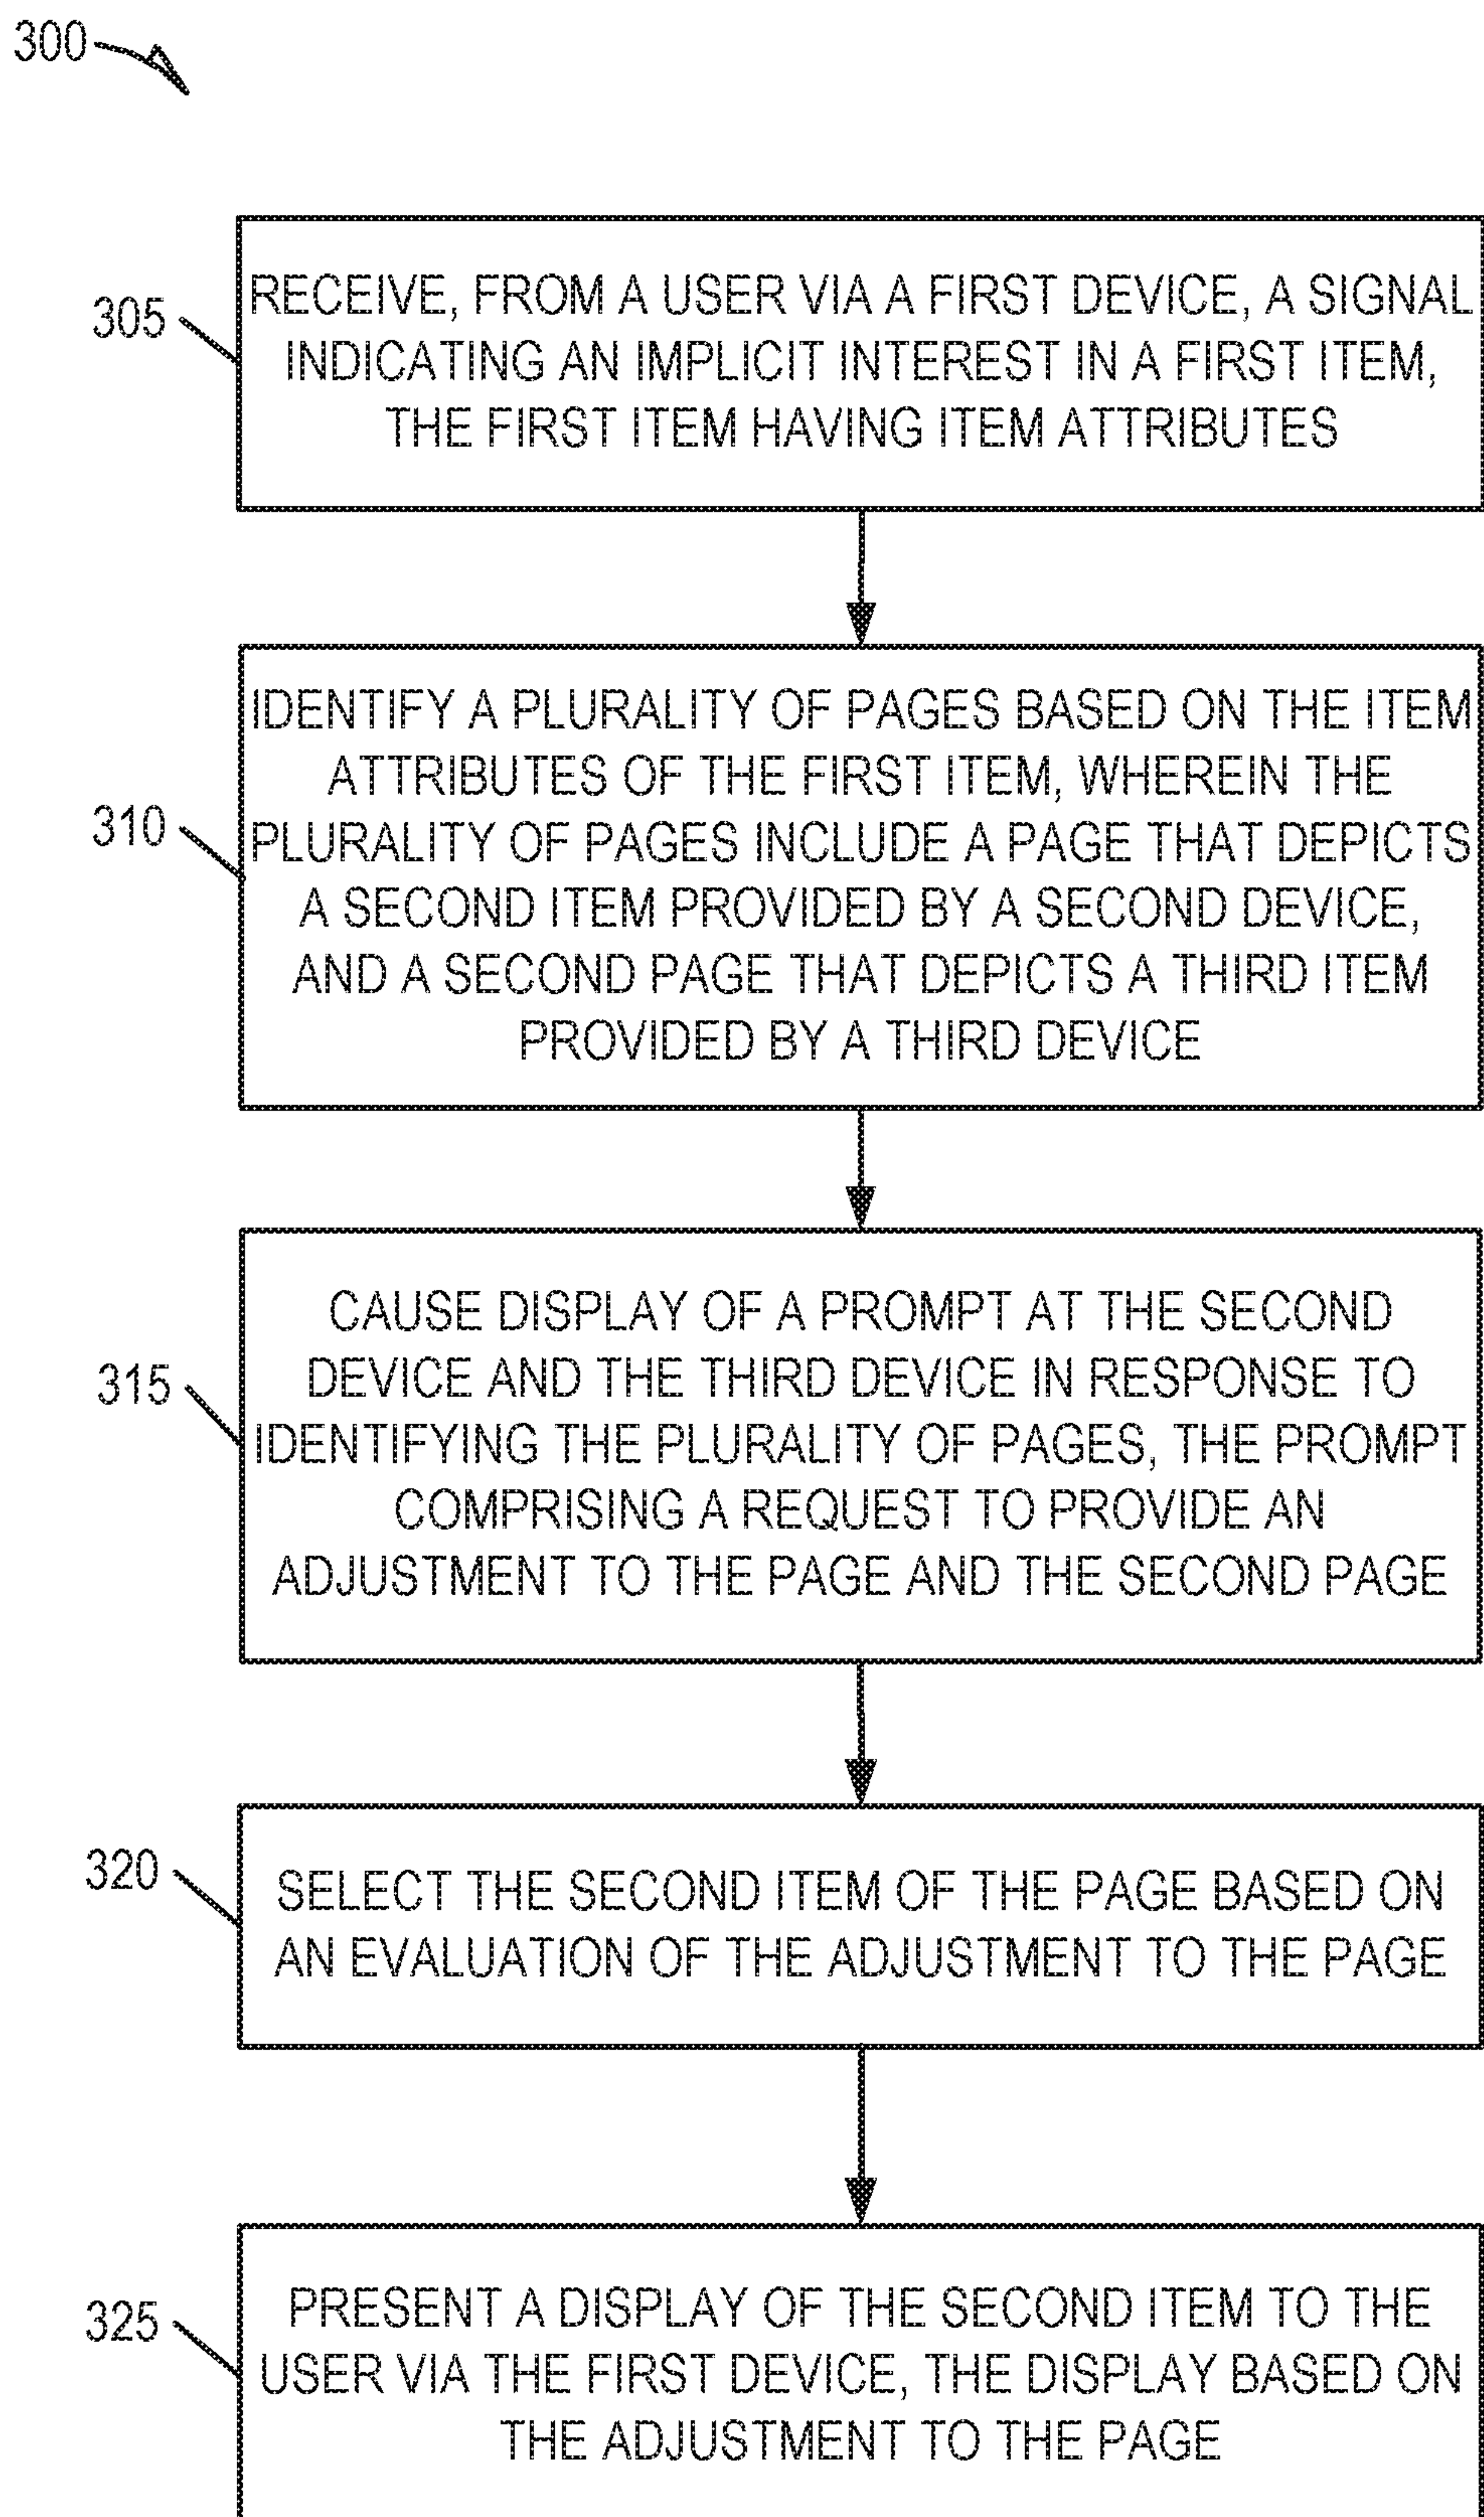 300
305
RECEIVE, FROM A USER VIA A FIRST DEVICE, A SIGNAL
INDICATING AN IMPLICIT INTEREST IN A FIRST ITEM,
THE FIRST ITEM HAVING ITEM ATTRIBUTES
310
IDENTIFY A PLURALITY OF PAGES BASED ON THE ITEM
ATTRIBUTES OF THE FIRST ITEM, WHEREIN THE
PLURALITY OF PAGES INCLUDE A PAGE THAT DEPICTS
A SECOND ITEM PROVIDED BY A SECOND DEVICE,
AND A SECOND PAGE THAT DEPICTS A THIRD ITEM
PROVIDED BY A THIRD DEVICE
315
CAUSE DISPLAY OF A PROMPT AT THE SECOND
DEVICE AND THE THIRD DEVICE IN RESPONSE TO
IDENTIFYING THE PLURALITY OF PAGES, THE PROMPT
COMPRISING A REQUEST TO PROVIDE AN
ADJUSTMENT TO THE PAGE AND THE SECOND PAGE
320
SELECT THE SECOND ITEM OF THE PAGE BASED ON
AN EVALUATION OF THE ADJUSTMENT TO THE PAGE
325
PRESENT A DISPLAY OF THE SECOND ITEM TO THE
USER VIA THE FIRST DEVICE, THE DISPLAY BASED ON
THE ADJUSTMENT TO THE PAGE